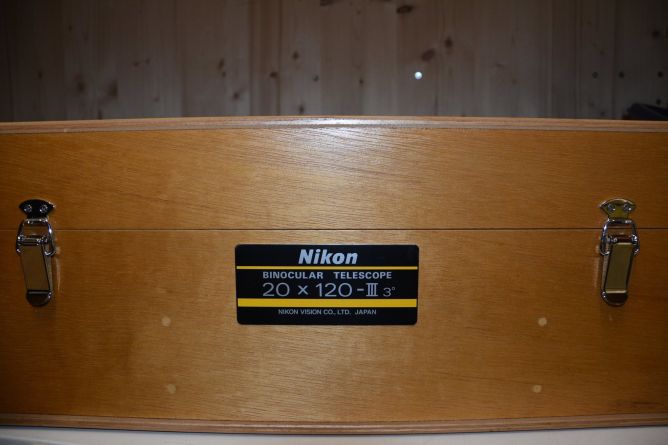 Nikon
BINOCULAR TELESCOPE
20 × 120-III 3°
NIKON VISION CO., LTD. JAPAN